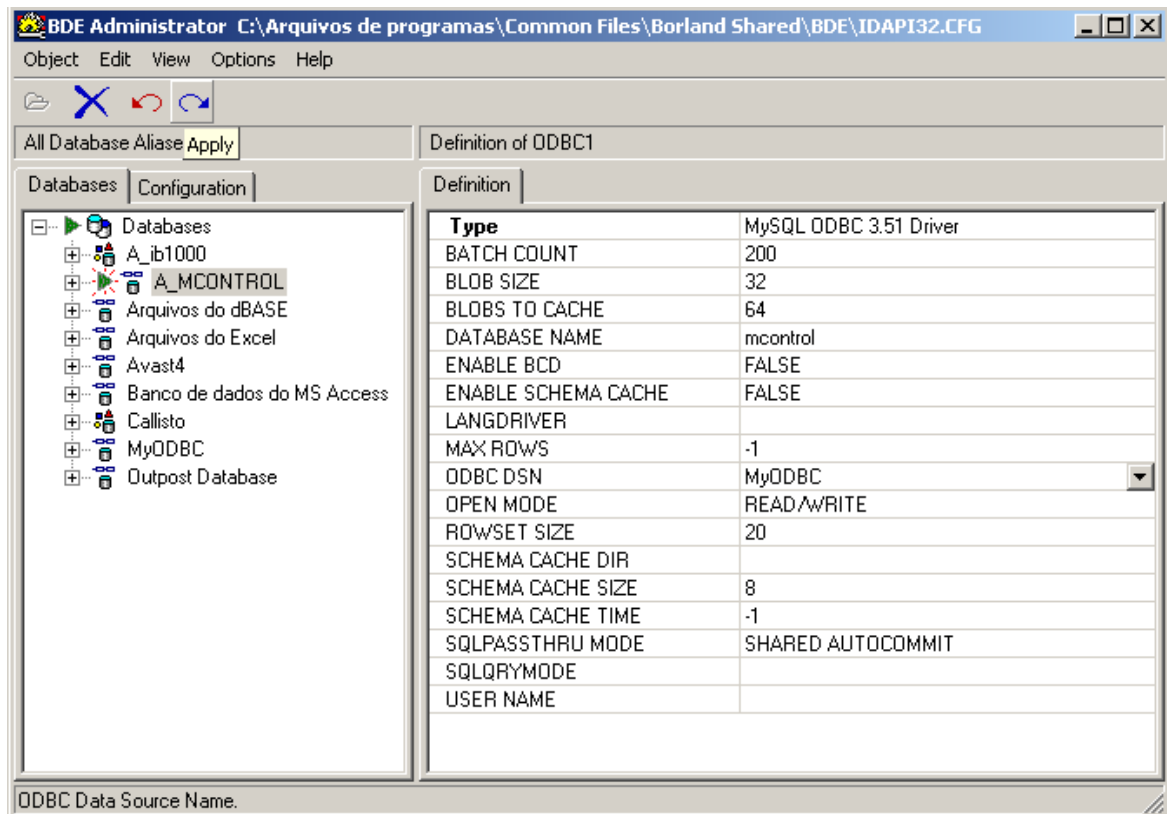 BDE Administrator C:\Arquivos de programas\Common Files\Borland Shared\BDE\IDAPI32.CFG
Object Edit View Options Help
All Database Aliase Apply
Definition of ODBC1
Databases Configuration
Definition
Databases
A_ib1000
A_MCONTROL
Arquivos do dBASE
Arquivos do Excel
Avast4
Banco de dados do MS Access
Callisto
MyODBC
Outpost Database
Type MySQL ODBC 3.51 Driver
BATCH COUNT 200
BLOB SIZE 32
BLOBS TO CACHE 64
DATABASE NAME mcontrol
ENABLE BCD FALSE
ENABLE SCHEMA CACHE FALSE
LANGDRIVER
MAX ROWS -1
ODBC DSN MyODBC
OPEN MODE READ/WRITE
ROWSET SIZE 20
SCHEMA CACHE DIR
SCHEMA CACHE SIZE 8
SCHEMA CACHE TIME -1
SQLPASSTHRU MODE SHARED AUTOCOMMIT
SQLQRYMODE
USER NAME
ODBC Data Source Name.